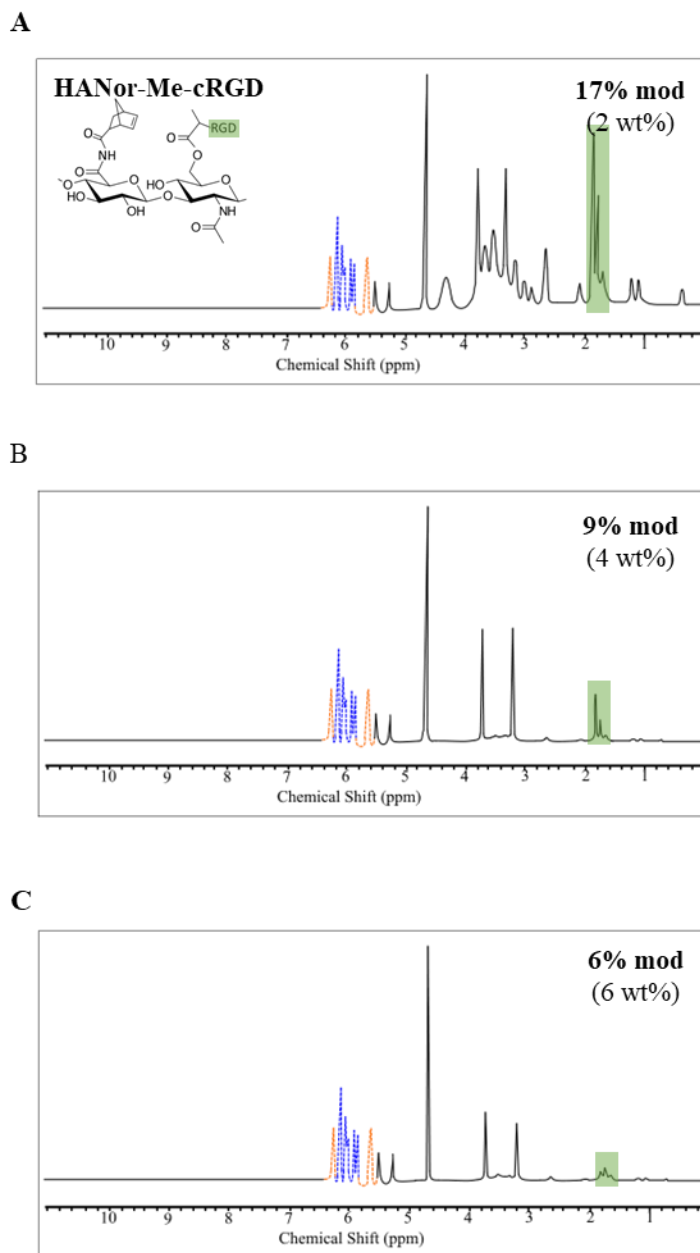 A
HANor-Me-cRGD
17% mod
(2 wt%)
O
RGD
O
NH
O
O
O
HO
HO
OH
O
O
HO
O
NH
O
10 9 8 7 6 5 4 3 2 1
Chemical Shift (ppm)
B
9% mod
(4 wt%)
10 9 8 7 6 5 4 3 2 1
Chemical Shift (ppm)
C
6% mod
(6 wt%)
10 9 8 7 6 5 4 3 2 1
Chemical Shift (ppm)